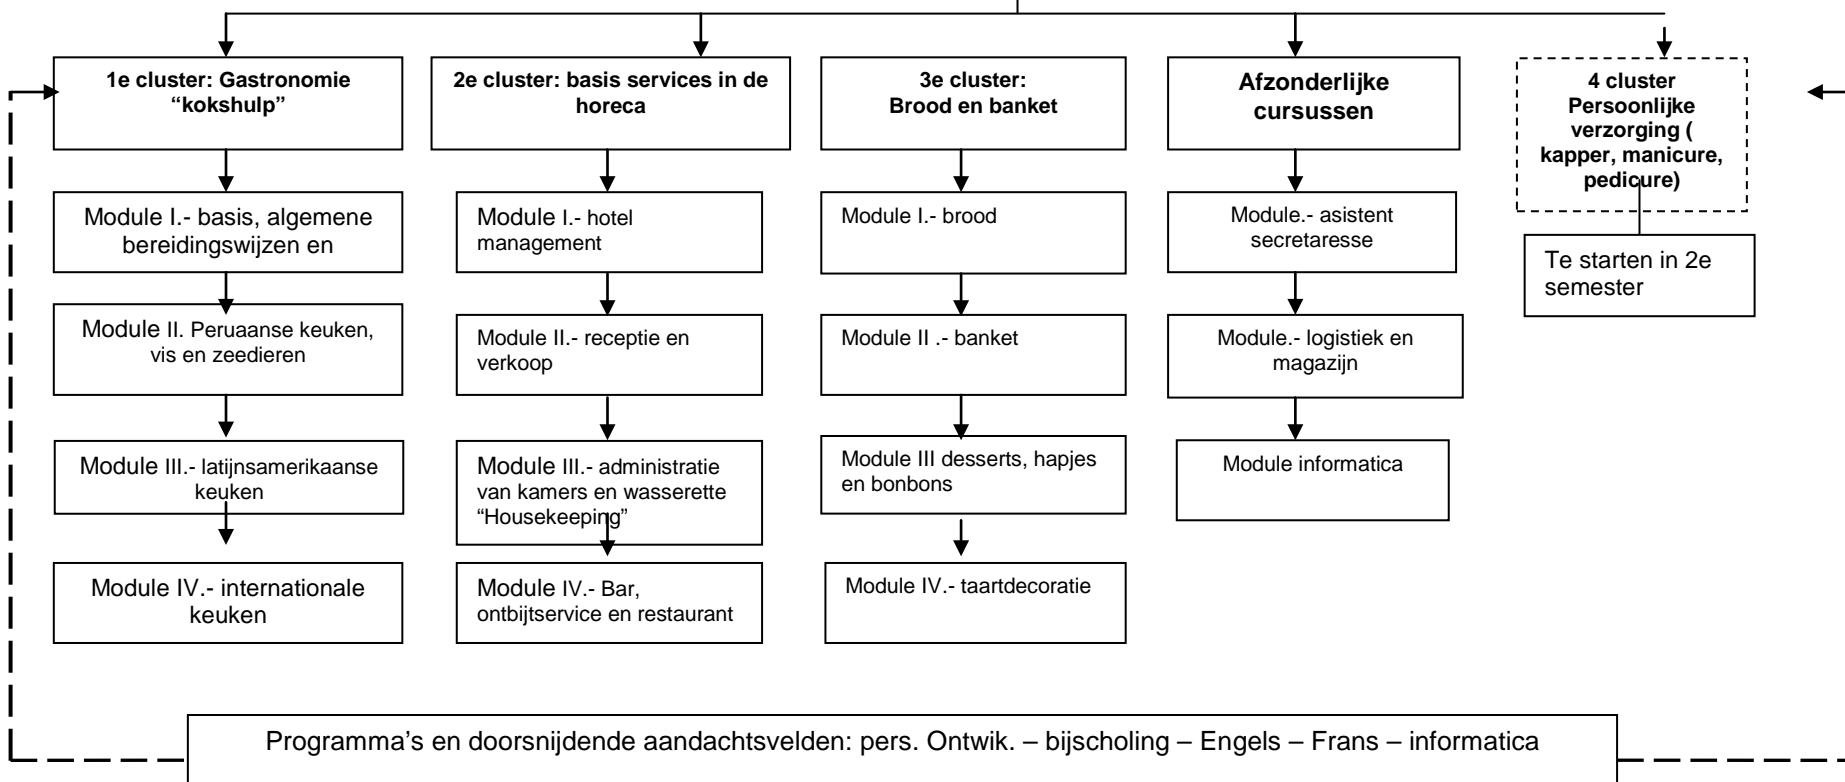 1e cluster: Gastronomie
“kokshulp”
Module I.- basis, algemene
bereidingswijzen en
Module II. Peruaanse keuken,
vis en zeedieren
Module III.- latijnsamerikaanse
keuken
Module IV.- internationale
keuken
2e cluster: basis services in de
horeca
Module I.- hotel
management
Module II.- receptie en
verkoop
Module III.- administratie
van kamers en wasserette
“Housekeeping”
Module IV.- Bar,
ontbijtservice en restaurant
3e cluster:
Brood en banket
Module I.- brood
Module II .- banket
Module III desserts, hapjes
en bonbons
Module IV.- taartdecoratie
Afzonderlijke
cursussen
Module.- asistent
secretaresse
Module.- logistiek en
magazijn
Module informatica
4 cluster
Persoonlijke
verzorging (
kapper, manicure,
pedicure)
Te starten in 2e
semester
Programma’s en doorsnijdende aandachtsvelden: pers. Ontwik. – bijscholing – Engels – Frans – informatica